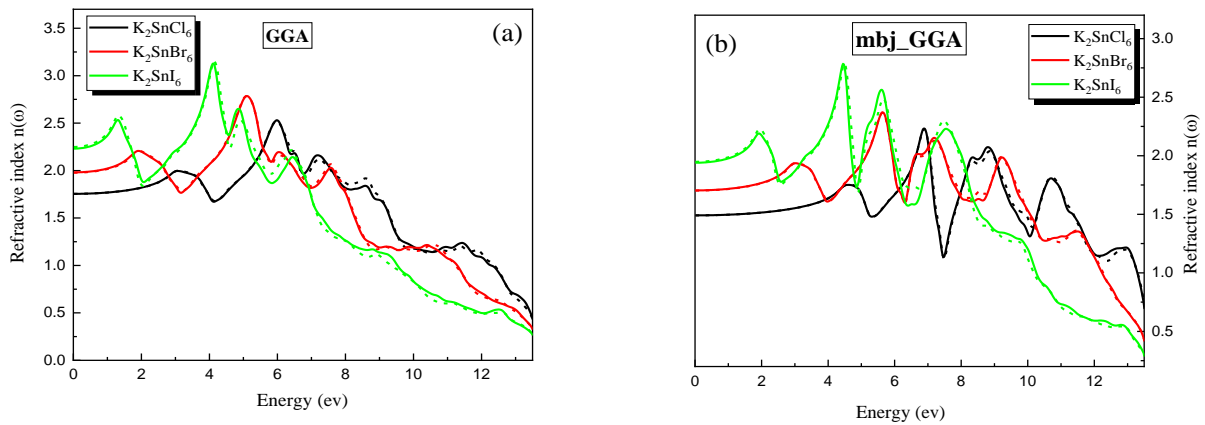 GGA
(a)
K₂SnCl₆
K₂SnBr₆
K₂SnI₆
Refractive index n(ω)
3.5
3.0
2.5
2.0
1.5
1.0
0.5
0.0
0 2 4 6 8 10 12
Energy (ev)
(b)
mbj_GGA
K₂SnCl₆
K₂SnBr₆
K₂SnI₆
3.0
2.5
2.0
1.5
1.0
0.5
Refractive index n(ω)
0 2 4 6 8 10 12
Energy (ev)